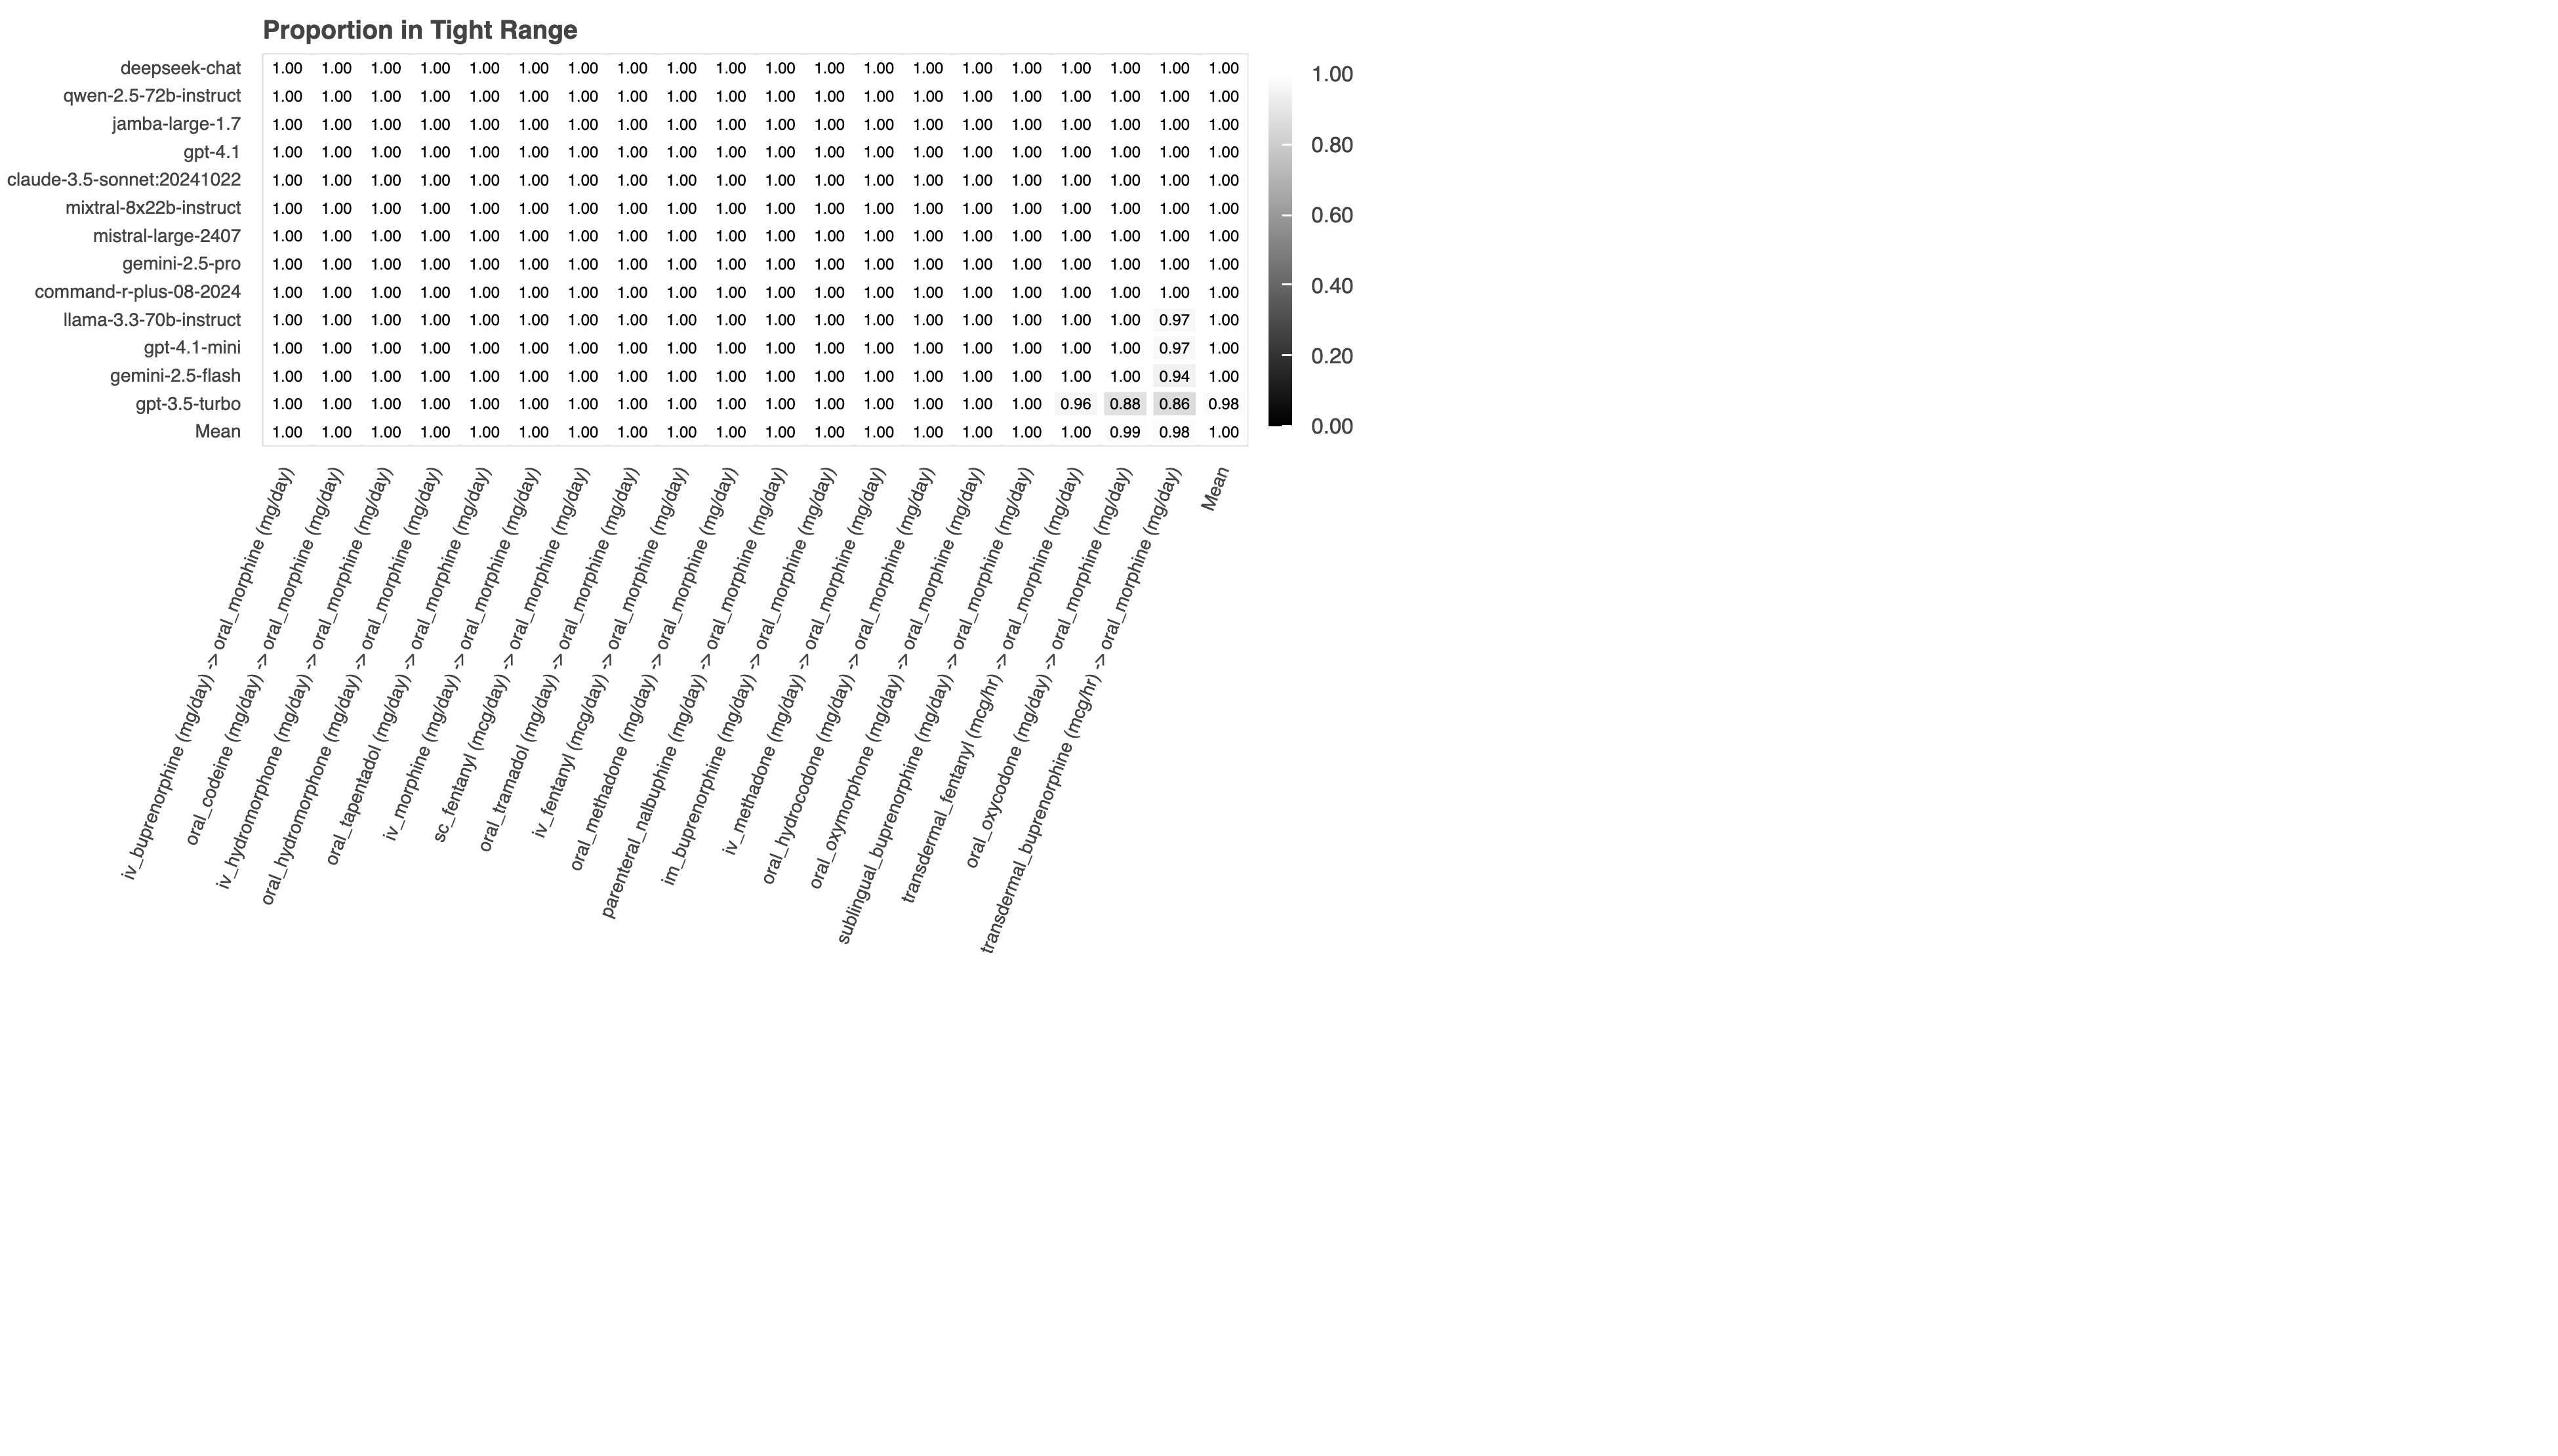 Proportion in Tight Range
deepseek-chat 1.00 1.00 1.00 1.00 1.00 1.00 1.00 1.00 1.00 1.00 1.00 1.00 1.00 1.00 1.00 1.00 1.00 1.00 1.00 1.00
qwen-2.5-72b-instruct 1.00 1.00 1.00 1.00 1.00 1.00 1.00 1.00 1.00 1.00 1.00 1.00 1.00 1.00 1.00 1.00 1.00 1.00 1.00 1.00
jamba-large-1.7 1.00 1.00 1.00 1.00 1.00 1.00 1.00 1.00 1.00 1.00 1.00 1.00 1.00 1.00 1.00 1.00 1.00 1.00 1.00 1.00
gpt-4.1 1.00 1.00 1.00 1.00 1.00 1.00 1.00 1.00 1.00 1.00 1.00 1.00 1.00 1.00 1.00 1.00 1.00 1.00 1.00 1.00
claude-3.5-sonnet:20241022 1.00 1.00 1.00 1.00 1.00 1.00 1.00 1.00 1.00 1.00 1.00 1.00 1.00 1.00 1.00 1.00 1.00 1.00 1.00 1.00
mixtral-8x22b-instruct 1.00 1.00 1.00 1.00 1.00 1.00 1.00 1.00 1.00 1.00 1.00 1.00 1.00 1.00 1.00 1.00 1.00 1.00 1.00 1.00
mistral-large-2407 1.00 1.00 1.00 1.00 1.00 1.00 1.00 1.00 1.00 1.00 1.00 1.00 1.00 1.00 1.00 1.00 1.00 1.00 1.00 1.00
gemini-2.5-pro 1.00 1.00 1.00 1.00 1.00 1.00 1.00 1.00 1.00 1.00 1.00 1.00 1.00 1.00 1.00 1.00 1.00 1.00 1.00 1.00
command-r-plus-08-2024 1.00 1.00 1.00 1.00 1.00 1.00 1.00 1.00 1.00 1.00 1.00 1.00 1.00 1.00 1.00 1.00 1.00 1.00 1.00 1.00
llama-3.3-70b-instruct 1.00 1.00 1.00 1.00 1.00 1.00 1.00 1.00 1.00 1.00 1.00 1.00 1.00 1.00 1.00 1.00 1.00 1.00 0.97 1.00
gpt-4.1-mini 1.00 1.00 1.00 1.00 1.00 1.00 1.00 1.00 1.00 1.00 1.00 1.00 1.00 1.00 1.00 1.00 1.00 1.00 0.97 1.00
gemini-2.5-flash 1.00 1.00 1.00 1.00 1.00 1.00 1.00 1.00 1.00 1.00 1.00 1.00 1.00 1.00 1.00 1.00 1.00 1.00 0.94 1.00
gpt-3.5-turbo 1.00 1.00 1.00 1.00 1.00 1.00 1.00 1.00 1.00 1.00 1.00 1.00 1.00 1.00 1.00 1.00 0.96 0.88 0.86 0.98
Mean 1.00 1.00 1.00 1.00 1.00 1.00 1.00 1.00 1.00 1.00 1.00 1.00 1.00 1.00 1.00 1.00 1.00 0.99 0.98 1.00
iv_buprenorphine (mg/day) -> oral_morphine (mg/day)
oral_codeine (mg/day) -> oral_morphine (mg/day)
iv_hydromorphone (mg/day) -> oral_morphine (mg/day)
oral_hydromorphone (mg/day) -> oral_morphine (mg/day)
oral_tapentadol (mg/day) -> oral_morphine (mg/day)
iv_morphine (mg/day) -> oral_morphine (mg/day)
sc_fentanyl (mcg/day) -> oral_morphine (mg/day)
oral_tramadol (mg/day) -> oral_morphine (mg/day)
iv_fentanyl (mcg/day) -> oral_morphine (mg/day)
oral_methadone (mg/day) -> oral_morphine (mg/day)
parenteral_nalbuphine (mg/day) -> oral_morphine (mg/day)
im_buprenorphine (mg/day) -> oral_morphine (mg/day)
iv_methadone (mg/day) -> oral_morphine (mg/day)
oral_hydrocodone (mg/day) -> oral_morphine (mg/day)
oral_oxymorphone (mg/day) -> oral_morphine (mg/day)
sublingual_buprenorphine (mg/day) -> oral_morphine (mg/day)
transdermal_fentanyl (mcg/hr) -> oral_morphine (mg/day)
oral_oxycodone (mg/day) -> oral_morphine (mg/day)
transdermal_buprenorphine (mcg/hr) -> oral_morphine (mg/day)
Mean
1.00
0.80
0.60
0.40
0.20
0.00